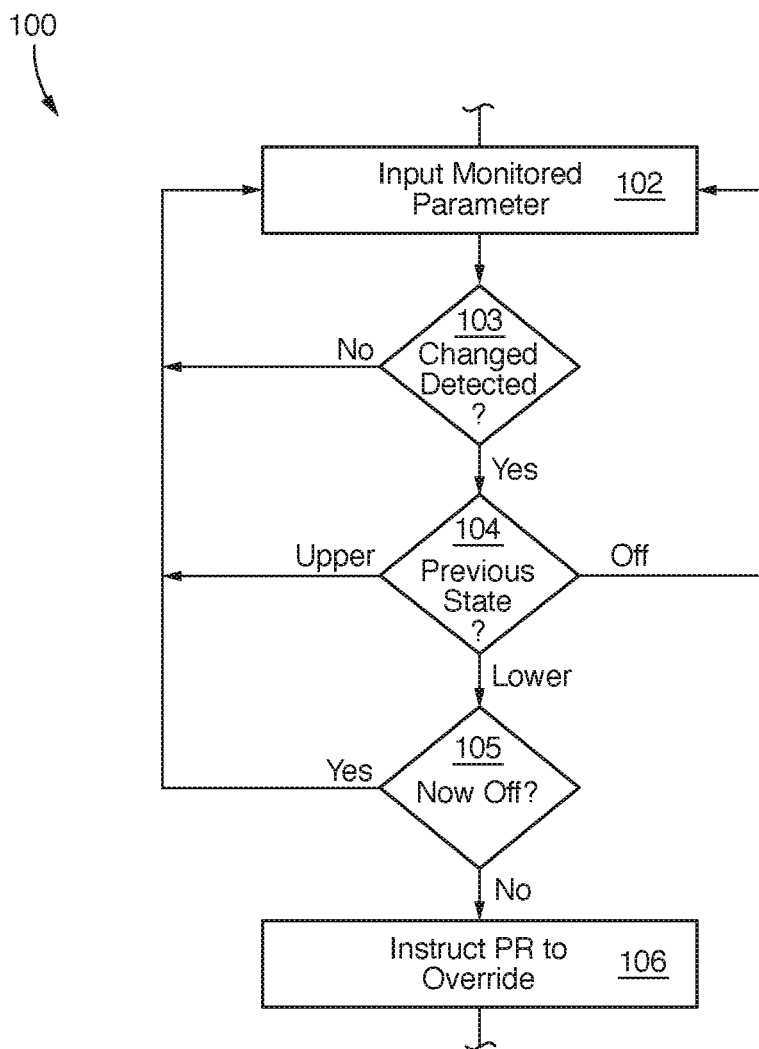 100
Input Monitored
Parameter 102
103
No
Changed
Detected
?
Yes
104
Upper
Off
Previous
State
?
Lower
105
Yes
Now Off?
No
Instruct PR to
Override 106